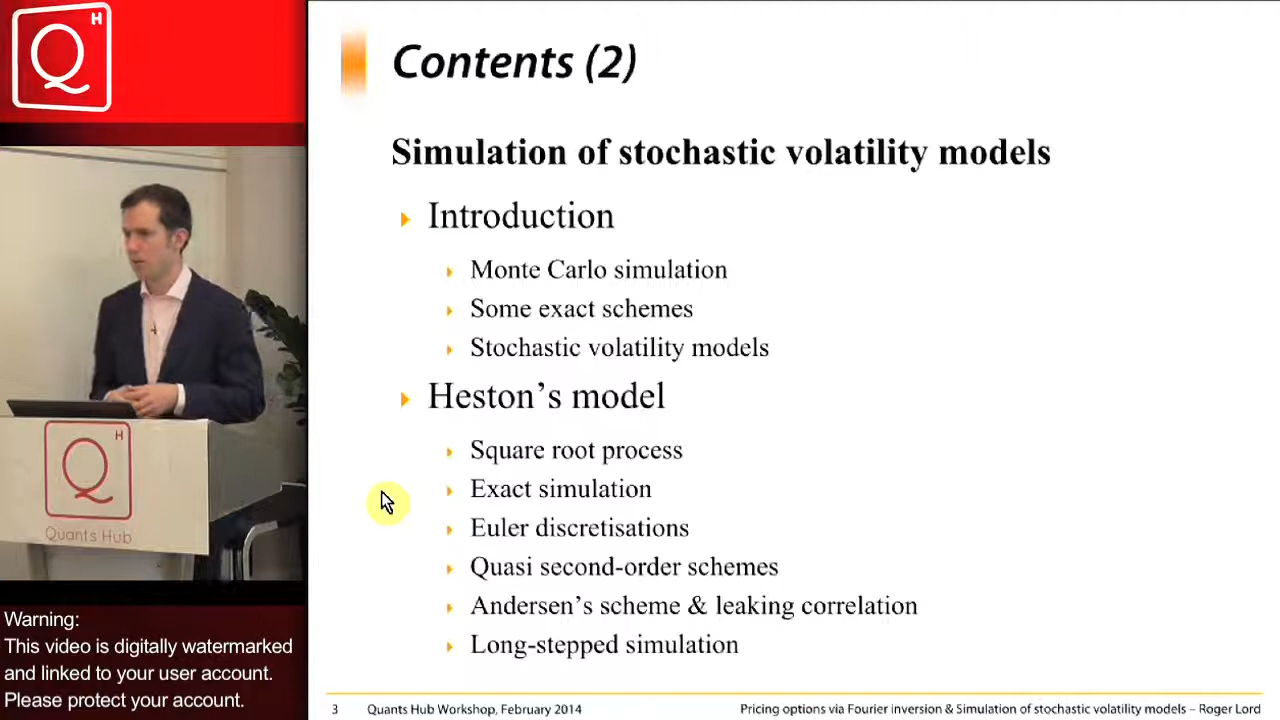 Q H
Contents (2)
Simulation of stochastic volatility models
Introduction
Monte Carlo simulation
Some exact schemes
Stochastic volatility models
Heston's model
Square root process
Exact simulation
Euler discretisations
Quasi second-order schemes
Andersen's scheme & leaking correlation
Long-stepped simulation
Q H
Quants Hub
Warning:
This video is digitally watermarked
and linked to your user account.
Please protect your account.
3 Quants Hub Workshop, February 2014 Pricing options via Fourier inversion & Simulation of stochastic volatility models – Roger Lord